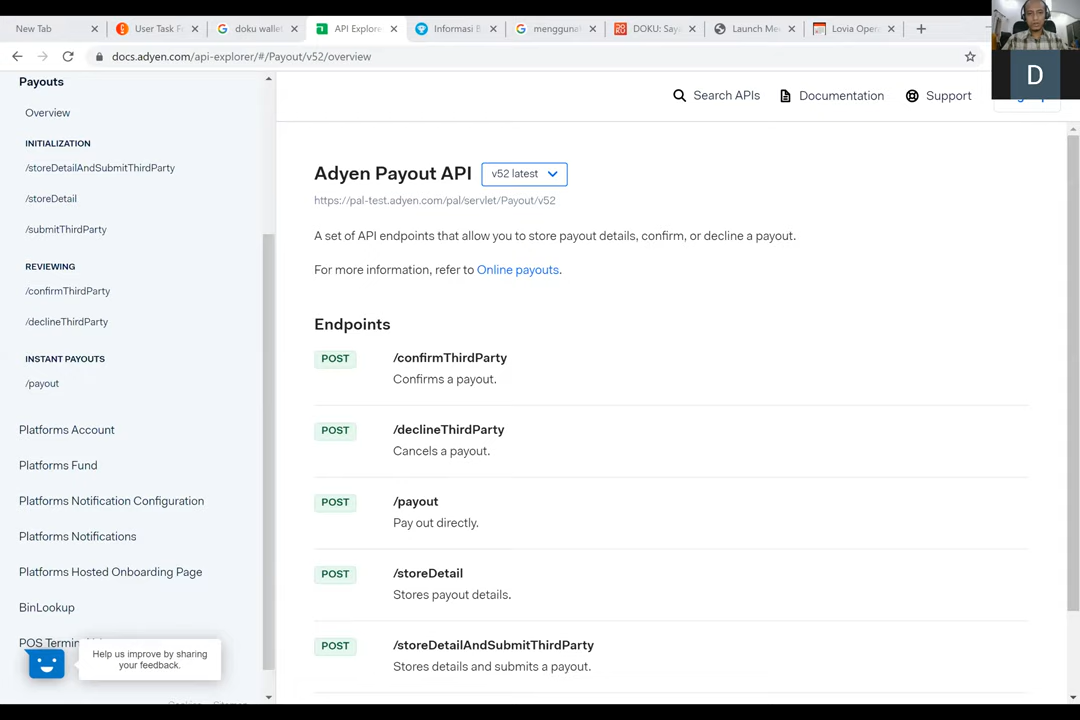 New Tab
User Task F
doku walle
API Explore
Informasi B
mengguna
DOKU: Say
Launch Me
Lovia Oper
docs.adyen.com/api-explorer/#/Payout/v52/overview
D
Search APIs
Documentation
Support
Payouts
Overview
INITIALIZATION
/storeDetailAndSubmitThirdParty
/storeDetail
/submitThirdParty
REVIEWING
/confirmThirdParty
/declineThirdParty
INSTANT PAYOUTS
/payout
Platforms Account
Platforms Fund
Platforms Notification Configuration
Platforms Notifications
Platforms Hosted Onboarding Page
BinLookup
POS Termin
Help us improve by sharing
your feedback.
Adyen Payout API
v52 latest
https://pal-test.adyen.com/pal/servlet/Payout/v52
A set of API endpoints that allow you to store payout details, confirm, or decline a payout.
For more information, refer to Online payouts.
Endpoints
POST /confirmThirdParty
Confirms a payout.
POST /declineThirdParty
Cancels a payout.
POST /payout
Pay out directly.
POST /storeDetail
Stores payout details.
POST /storeDetailAndSubmitThirdParty
Stores details and submits a payout.